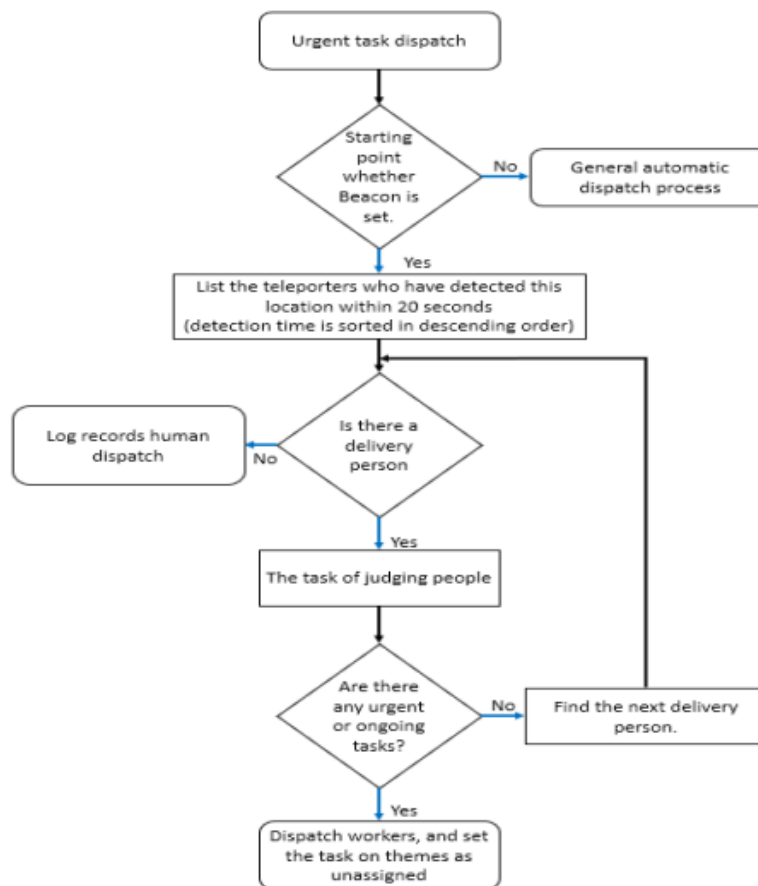 Urgent task dispatch
Starting
point
whether
Beacon is
set.
No
General automatic
dispatch process
Yes
List the teleporters who have detected this
location within 20 seconds
(detection time is sorted in descending order)
Is there a
delivery
person
No
Log records human
dispatch
Yes
The task of judging people
Are there
any urgent
or ongoing
tasks?
No
Find the next delivery
person.
Yes
Dispatch workers, and set
the task on themes as
unassigned